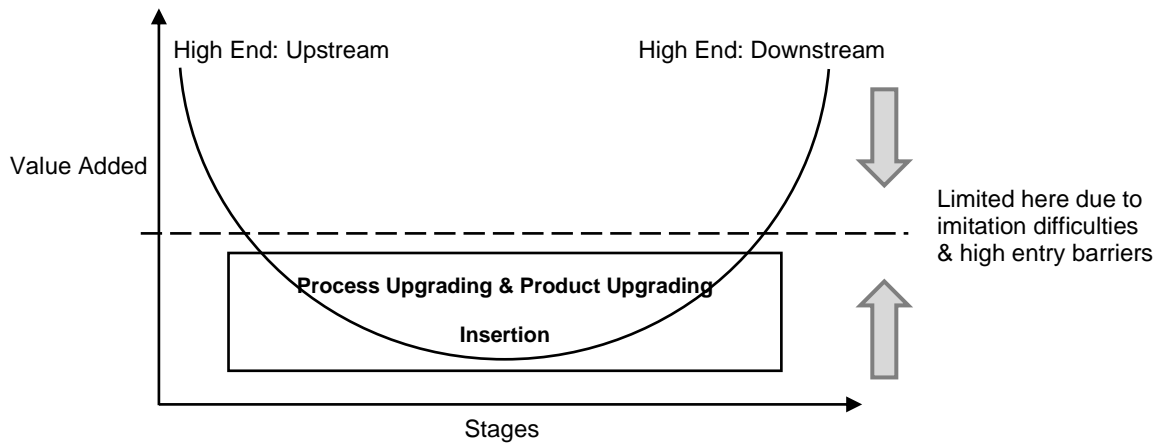 High End: Upstream
High End: Downstream
Value Added
Limited here due to
imitation difficulties
& high entry barriers
Process Upgrading & Product Upgrading
Insertion
Stages